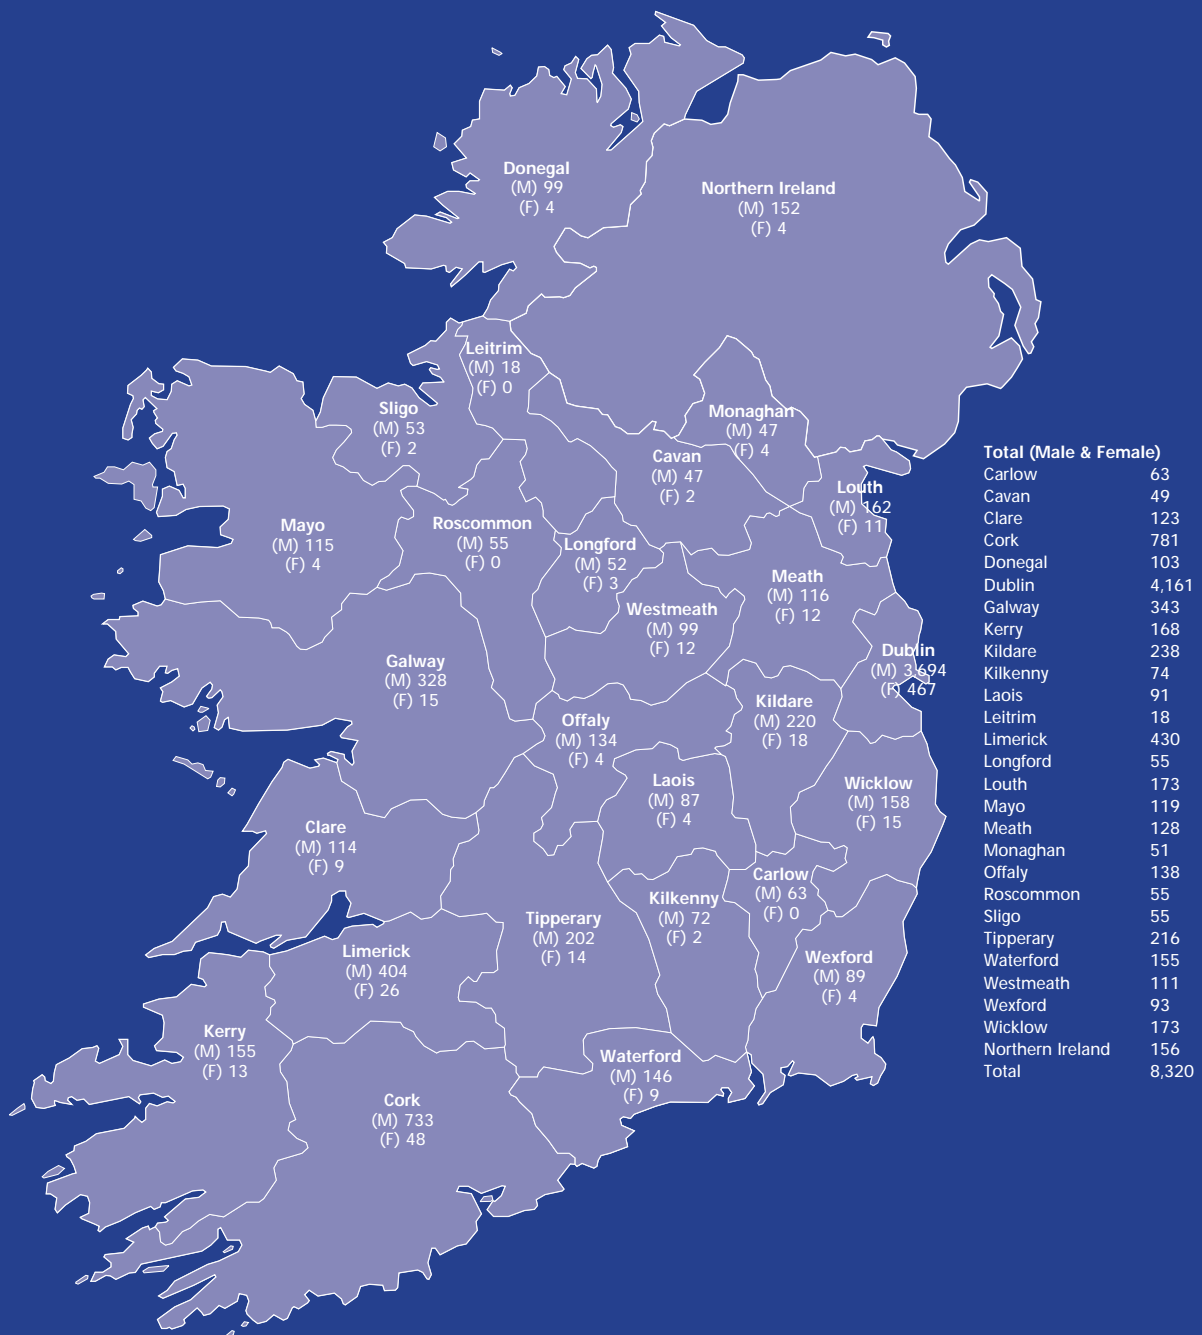 Donegal
(M) 99
(F) 4
Northern Ireland
(M) 152
(F) 4
Leitrim
(M) 18
(F) 0
Sligo
(M) 53
(F) 2
Monaghan
(M) 47
(F) 4
Cavan
(M) 47
(F) 2
Louth
(M) 162
(F) 11
Mayo
(M) 115
(F) 4
Roscommon
(M) 55
(F) 0
Longford
(M) 52
(F) 3
Meath
(M) 116
(F) 12
Westmeath
(M) 99
(F) 12
Dublin
(M) 3,694
(F) 467
Galway
(M) 328
(F) 15
Kildare
(M) 220
(F) 18
Offaly
(M) 134
(F) 4
Laois
(M) 87
(F) 4
Wicklow
(M) 158
(F) 15
Clare
(M) 114
(F) 9
Carlow
(M) 63
(F) 0
Kilkenny
(M) 72
(F) 2
Tipperary
(M) 202
(F) 14
Limerick
(M) 404
(F) 26
Wexford
(M) 89
(F) 4
Kerry
(M) 155
(F) 13
Waterford
(M) 146
(F) 9
Cork
(M) 733
(F) 48
Total (Male & Female)
Carlow 63
Cavan 49
Clare 123
Cork 781
Donegal 103
Dublin 4,161
Galway 343
Kerry 168
Kildare 238
Kilkenny 74
Laois 91
Leitrim 18
Limerick 430
Longford 55
Louth 173
Mayo 119
Meath 128
Monaghan 51
Offaly 138
Roscommon 55
Sligo 55
Tipperary 216
Waterford 155
Westmeath 111
Wexford 93
Wicklow 173
Northern Ireland 156
Total 8,320